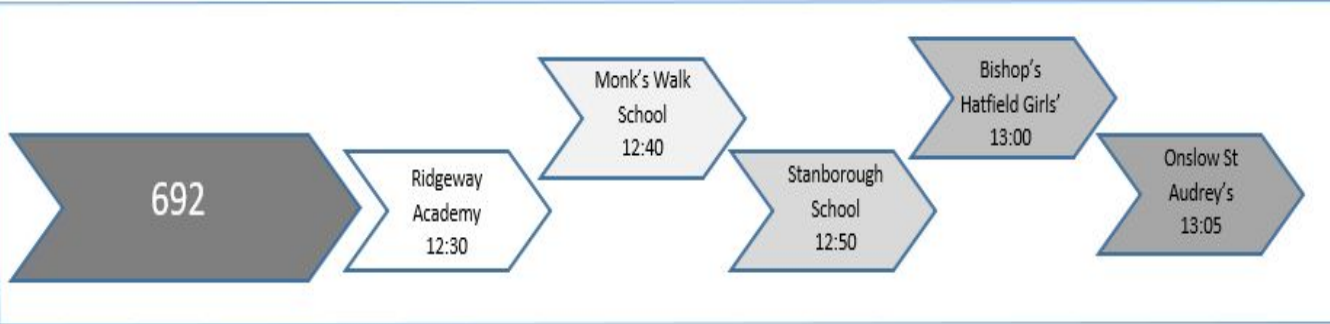 692
Ridgeway
Academy
12:30
Monk's Walk
School
12:40
Stanborough
School
12:50
Bishop's
Hatfield Girls'
13:00
Onslow St
Audrey's
13:05